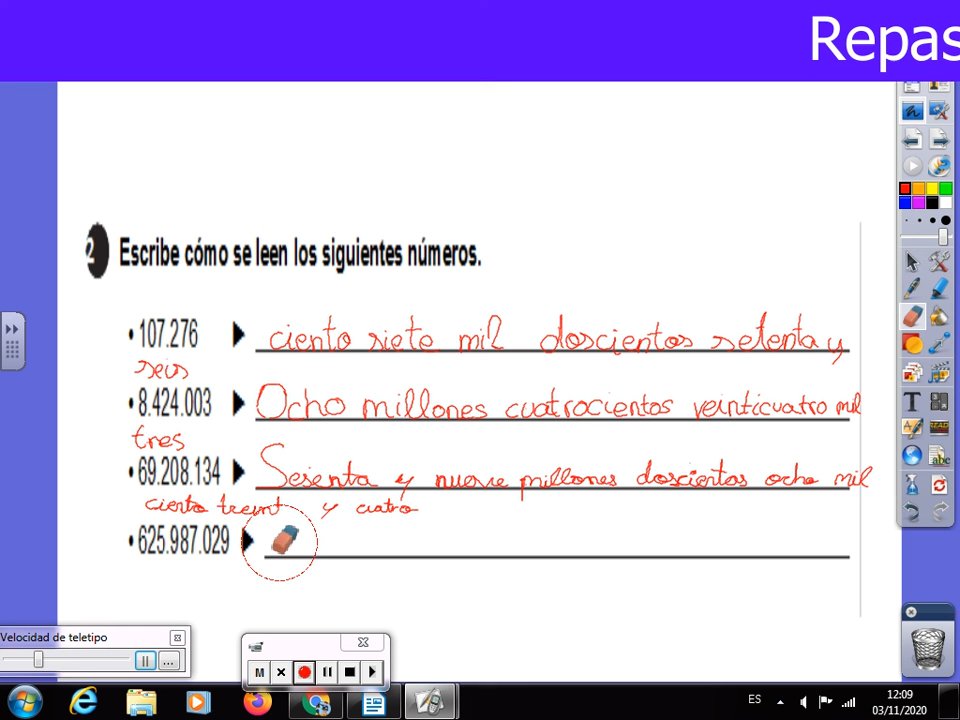 Repas
2 Escribe cómo se leen los siguientes números.
• 107.276 ciento siete mil doscientos setenta y
seis
• 8.424.003 Ocho millones cuatrocientos veinticuatro mil
tres
• 69.208.134 Sesenta y nueve millones doscientos ocho mil
ciento treint y cuatro
• 625.987.029
Velocidad de teletipo
...
M
ES
12:09
03/11/2020